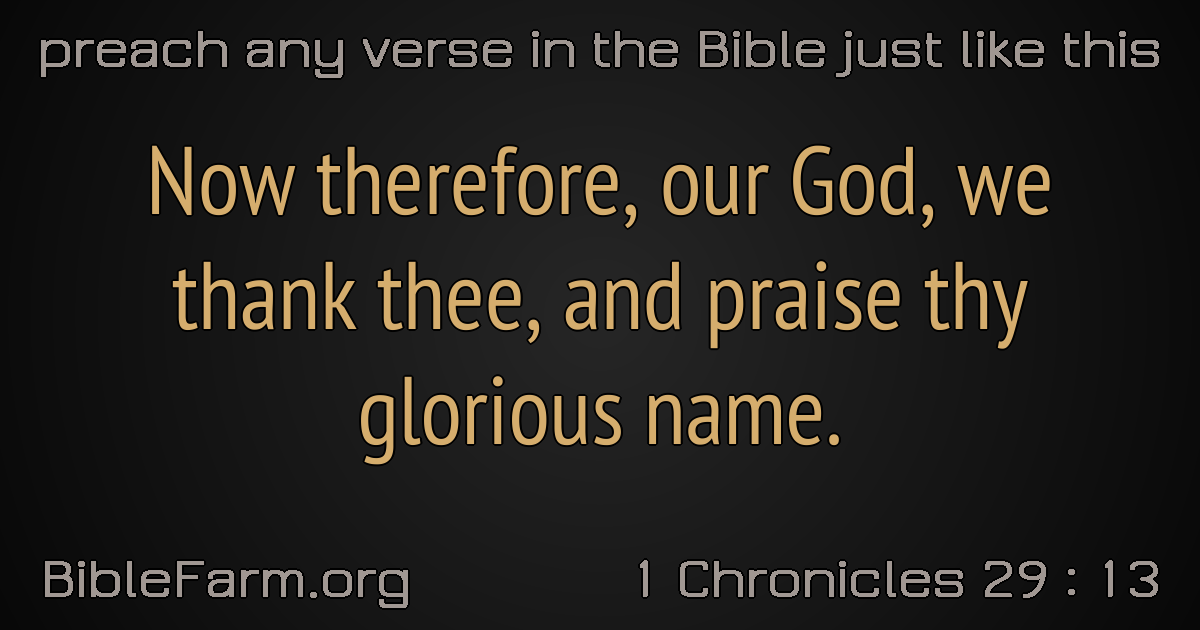 preach any verse in the Bible just like this
Now therefore, our God, we
thank thee, and praise thy
glorious name.
BibleFarm.org
1 Chronicles 29 : 13